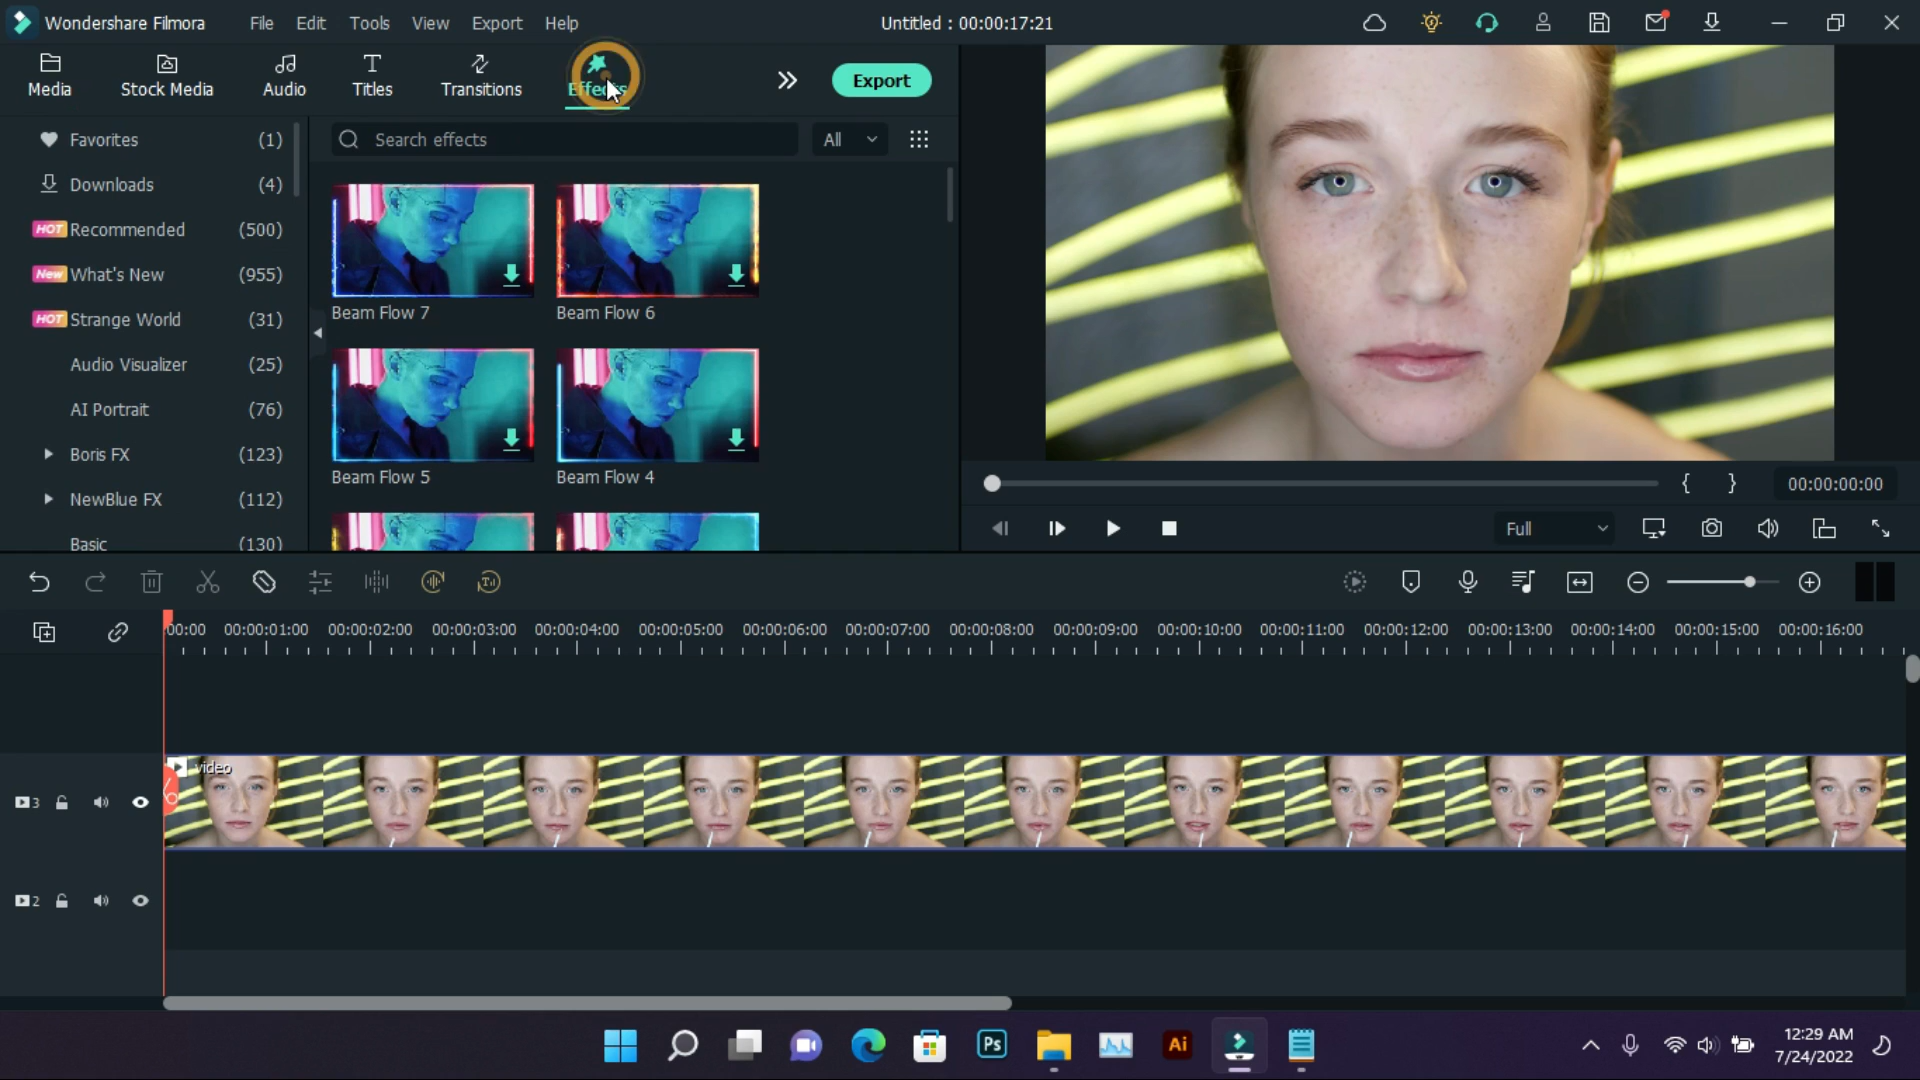 Wondershare Filmora File Edit Tools View Export Help Untitled : 00:00:17:21
Media Stock Media Audio Titles Transitions Effects Export
Favorites (1)
Downloads (4)
HOT Recommended (500)
New What's New (955)
HOT Strange World (31)
Audio Visualizer (25)
AI Portrait (76)
Boris FX (123)
NewBlue FX (112)
Basic (130)
Search effects All
Beam Flow 7 Beam Flow 6
Beam Flow 5 Beam Flow 4
{ } 00:00:00:00
Full
00:00 00:00:01:00 00:00:02:00 00:00:03:00 00:00:04:00 00:00:05:00 00:00:06:00 00:00:07:00 00:00:08:00 00:00:09:00 00:00:10:00 00:00:11:00 00:00:12:00 00:00:13:00 00:00:14:00 00:00:15:00 00:00:16:00
video
3
2
Ps Ai
12:29 AM
7/24/2022